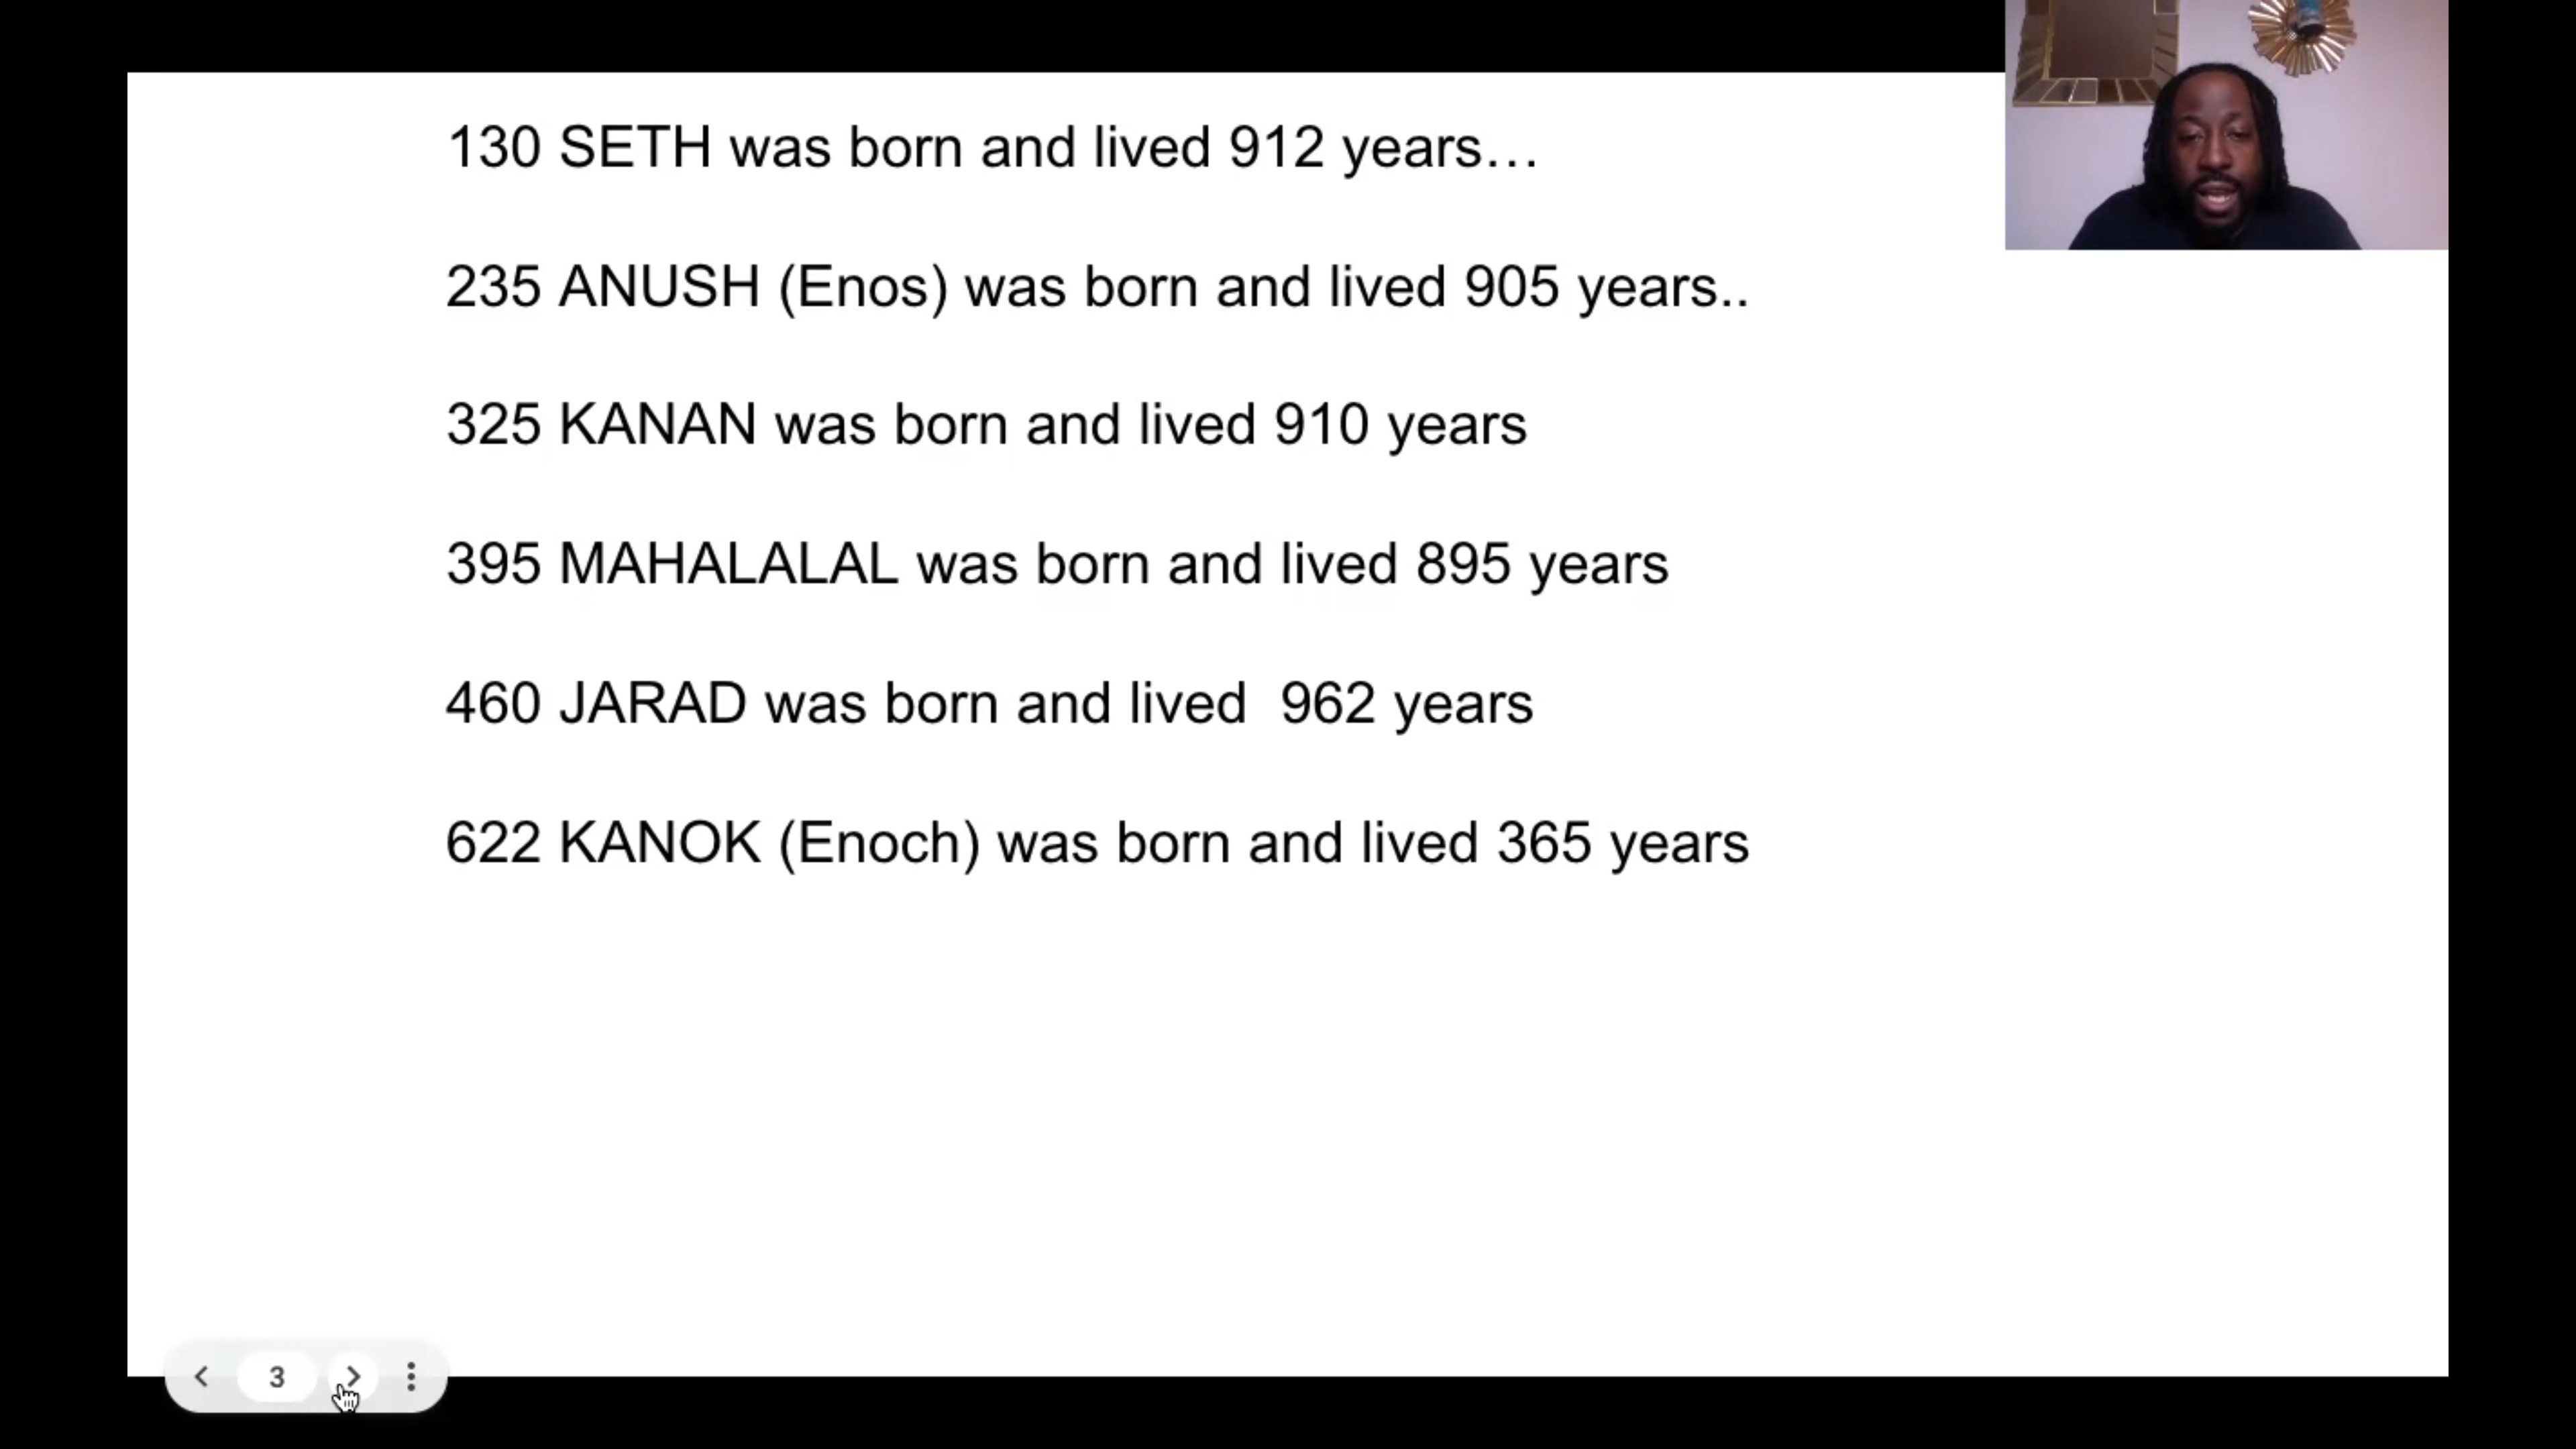 130 SETH was born and lived 912 years…
235 ANUSH (Enos) was born and lived 905 years..
325 KANAN was born and lived 910 years
395 MAHALALAL was born and lived 895 years
460 JARAD was born and lived  962 years
622 KANOK (Enoch) was born and lived 365 years
3